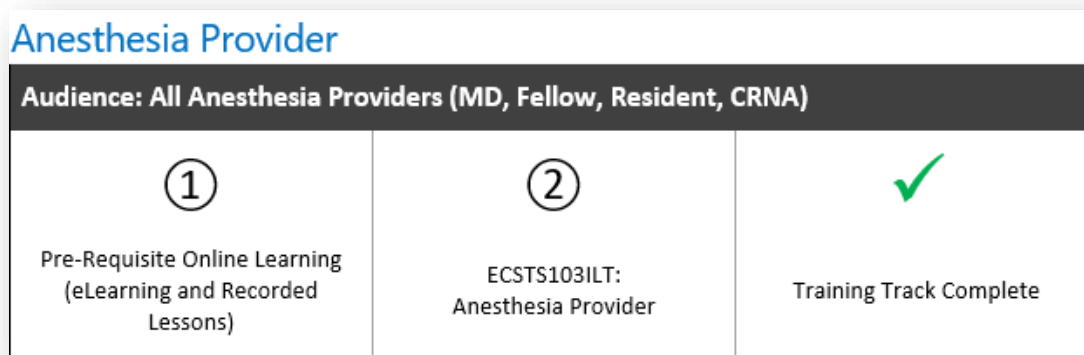 Anesthesia Provider
Audience: All Anesthesia Providers (MD, Fellow, Resident, CRNA)
1
Pre-Requisite Online Learning
(eLearning and Recorded
Lessons)
2
ECSTS103ILT:
Anesthesia Provider
Training Track Complete